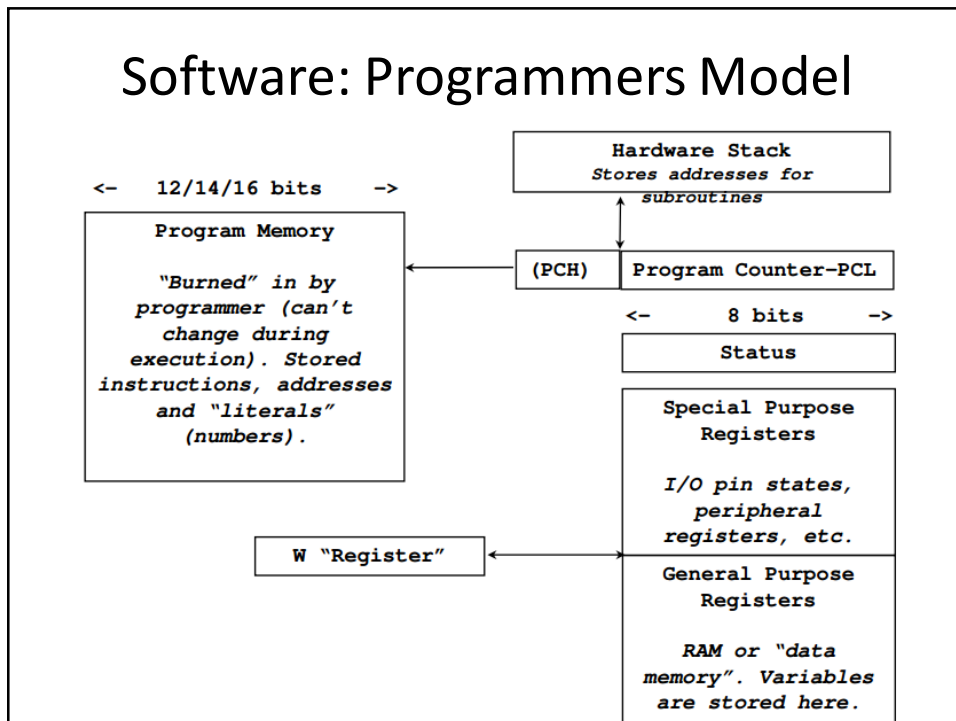 Software: Programmers Model
Hardware Stack
Stores addresses for
subroutines
<- 12/14/16 bits ->
Program Memory
“Burned” in by
programmer (can’t
change during
execution). Stored
instructions, addresses
and “literals”
(numbers).
(PCH) Program Counter-PCL
<- 8 bits ->
Status
Special Purpose
Registers
I/O pin states,
peripheral
registers, etc.
W “Register”
General Purpose
Registers
RAM or “data
memory”. Variables
are stored here.